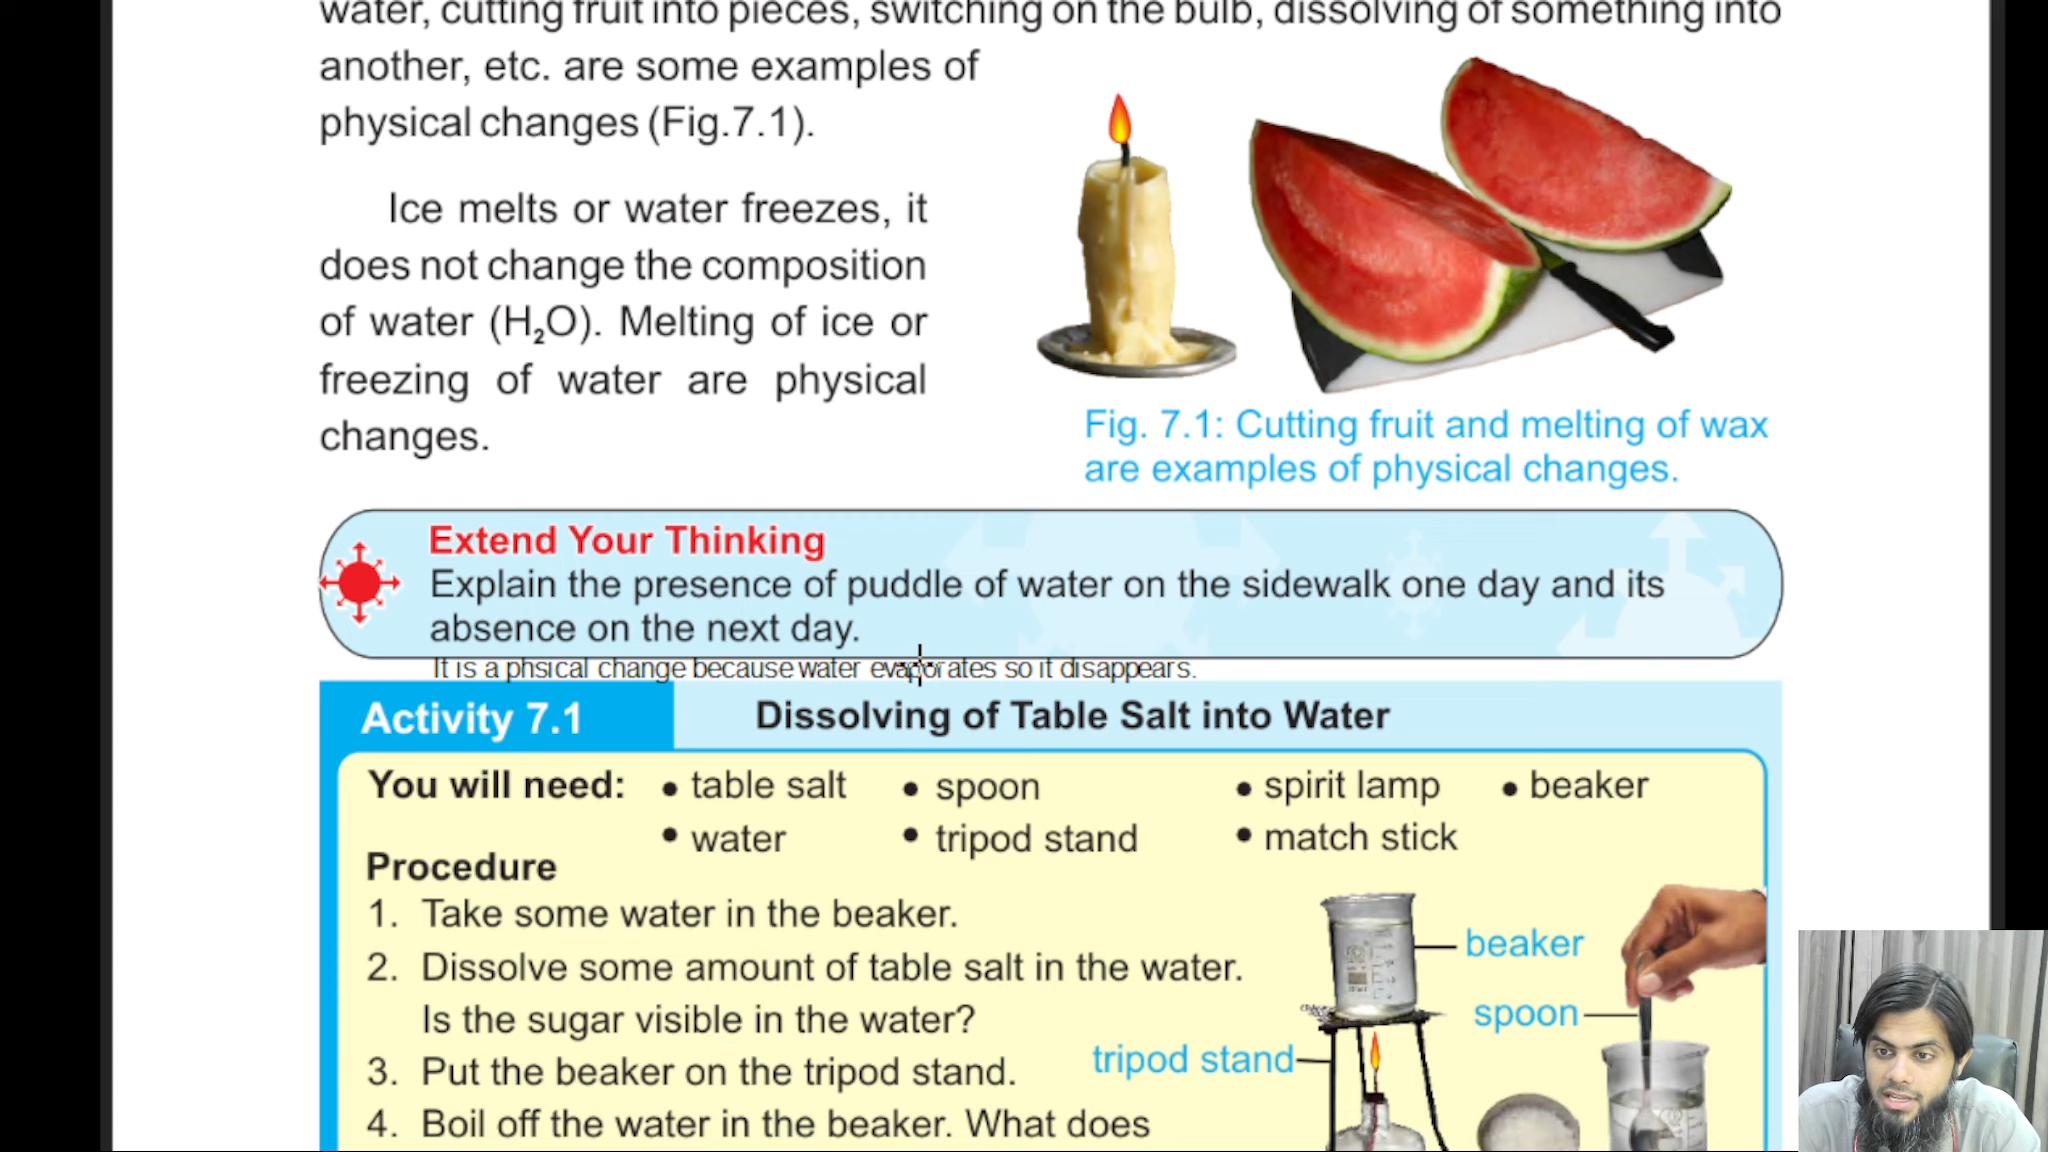 water, cutting fruit into pieces, switching on the bulb, dissolving of something into
another, etc. are some examples of
physical changes (Fig.7.1).
Ice melts or water freezes, it
does not change the composition
of water (H₂O). Melting of ice or
freezing of water are physical
changes.
Fig. 7.1: Cutting fruit and melting of wax
are examples of physical changes.
Extend Your Thinking
Explain the presence of puddle of water on the sidewalk one day and its
absence on the next day.
It is a phsical change because water evaporates so it disappears.
Activity 7.1
Dissolving of Table Salt into Water
You will need: • table salt • spoon • spirit lamp • beaker
• water • tripod stand • match stick
Procedure
1. Take some water in the beaker.
2. Dissolve some amount of table salt in the water.
Is the sugar visible in the water?
3. Put the beaker on the tripod stand.
4. Boil off the water in the beaker. What does
beaker
spoon
tripod stand